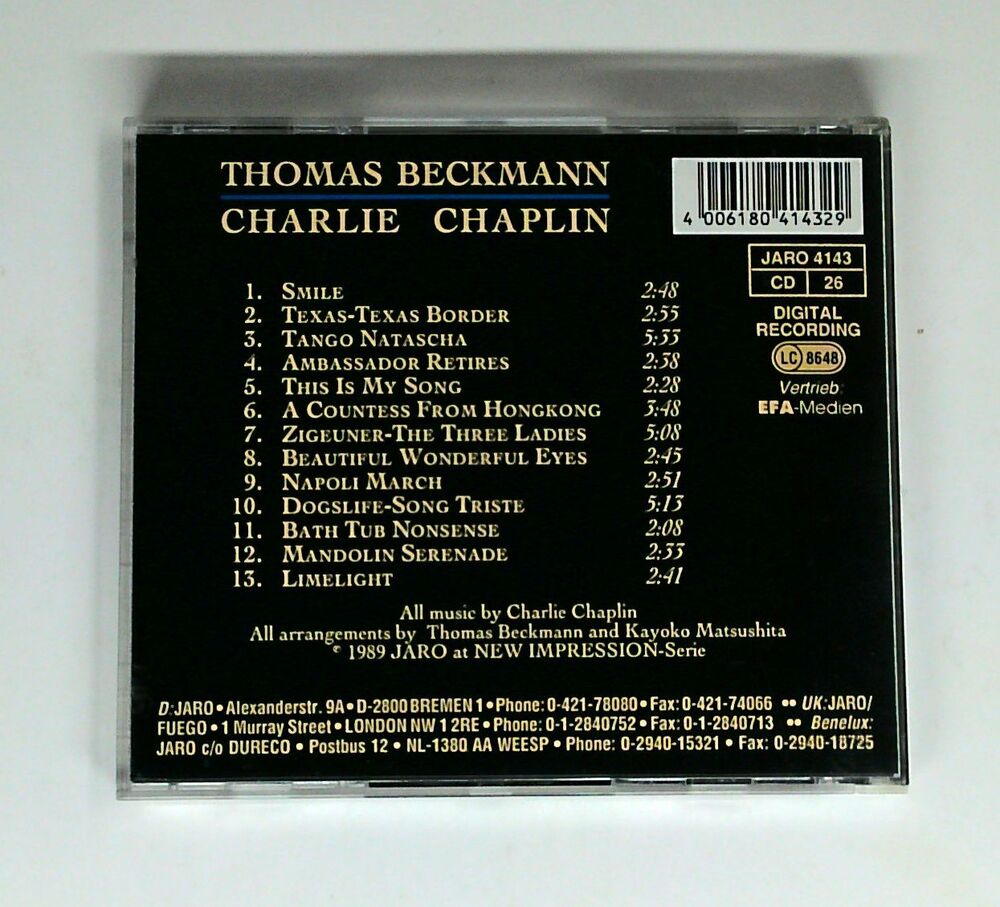 THOMAS BECKMANN
CHARLIE CHAPLIN
4 006180 414329
JARO 4143
CD 26
DIGITAL
RECORDING
LC 8648
Vertrieb:
EFA-Medien
1. SMILE 2:48
2. TEXAS-TEXAS BORDER 2:55
3. TANGO NATASCHA 5:33
4. AMBASSADOR RETIRES 2:38
5. THIS IS MY SONG 2:28
6. A COUNTESS FROM HONGKONG 3:48
7. ZIGEUNER-THE THREE LADIES 5:08
8. BEAUTIFUL WONDERFUL EYES 2:45
9. NAPOLI MARCH 2:51
10. DOGSLIFE-SONG TRISTE 5:13
11. BATH TUB NONSENSE 2:08
12. MANDOLIN SERENADE 2:33
13. LIMELIGHT 2:41
All music by Charlie Chaplin
All arrangements by Thomas Beckmann and Kayoko Matsushita
1989 JARO at NEW IMPRESSION-Serie
D:JARO • Alexanderstr. 9A • D-2800 BREMEN 1 • Phone: 0-421-78080 • Fax: 0-421-74066 •• UK:JARO/
FUEGO • 1 Murray Street • LONDON NW 1 2RE • Phone: 0-1-2840752 • Fax: 0-1-2840713 •• Benelux:
JARO c/o DURECO • Postbus 12 • NL-1380 AA WEESP • Phone: 0-2940-15321 • Fax: 0-2940-18725